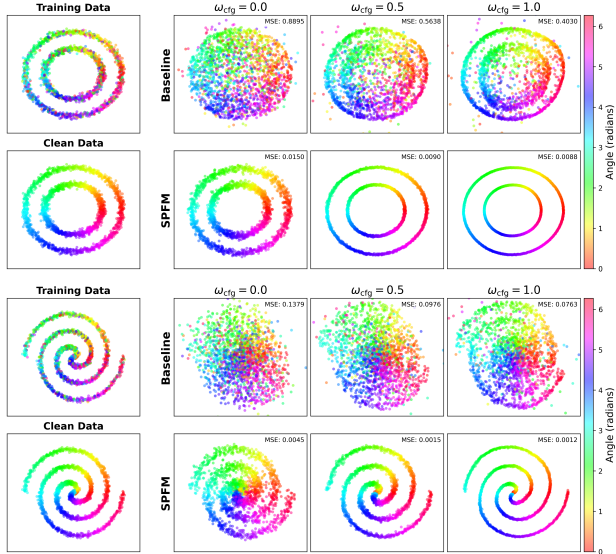 Training Data
ω_cfg = 0.0
ω_cfg = 0.5
ω_cfg = 1.0
Baseline
MSE: 0.8895
MSE: 0.5638
MSE: 0.4030
Clean Data
SPFM
MSE: 0.0150
MSE: 0.0090
MSE: 0.0088
6
5
4
3
2
1
0
Angle (radians)
Training Data
ω_cfg = 0.0
ω_cfg = 0.5
ω_cfg = 1.0
Baseline
MSE: 0.1379
MSE: 0.0976
MSE: 0.0763
Clean Data
SPFM
MSE: 0.0045
MSE: 0.0015
MSE: 0.0012
6
5
4
3
2
1
0
Angle (radians)